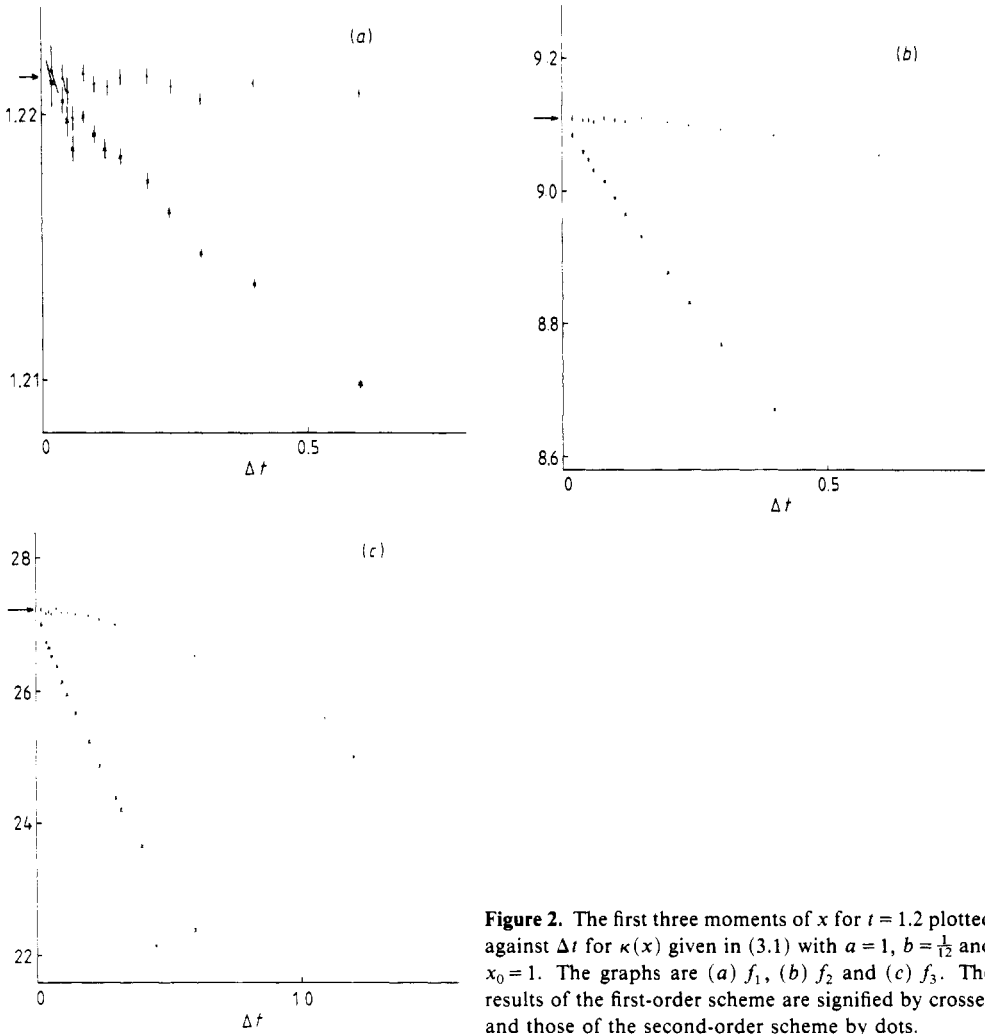 (a)
1.22
1.21
0
0.5
Δt
(b)
9.2
9.0
8.8
8.6
0
0.5
Δt
(c)
28
26
24
22
0
1.0
Δt
Figure 2. The first three moments of x for t = 1.2 plotted
against Δt for κ(x) given in (3.1) with a = 1, b = 1/12 and
x₀ = 1. The graphs are (a) f₁, (b) f₂ and (c) f₃. The
results of the first-order scheme are signified by crosses
and those of the second-order scheme by dots.